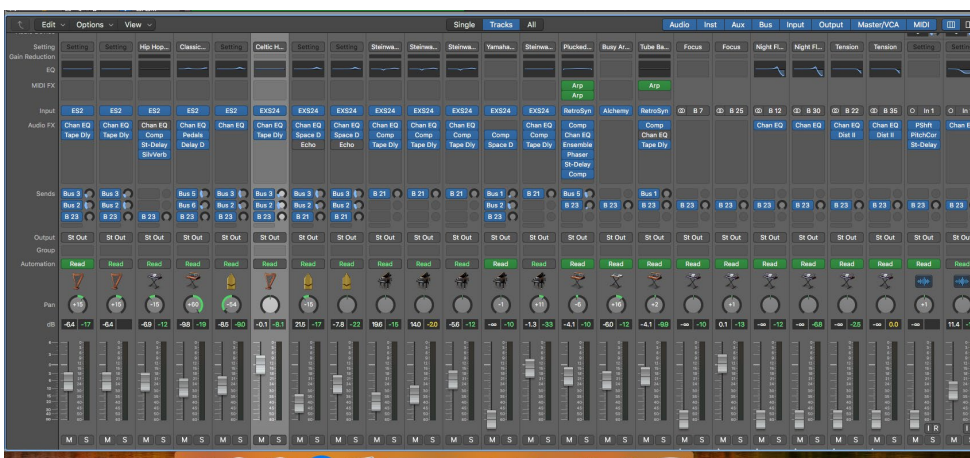 Edit Options View Single Tracks All Audio Inst Aux Bus Input Output Master/VCA MIDI
Setting Setting Setting Hip Hop... Classic... Setting Celtic H... Setting Setting Steinwa... Steinwa... Steinwa... Yamaha... Steinwa... Plucked... Busy Ar... Tube Ba... Focus Focus Night Fl... Night Fl... Tension Tension Setting
Gain Reduction
EQ
MIDI FX Arp Arp
Arp
Input ES2 ES2 ES2 ES2 ES2 EXS24 EXS24 EXS24 EXS24 EXS24 EXS24 EXS24 EXS24 RetroSyn Alchemy RetroSyn B 7 B 25 B 12 B 30 B 22 B 35 In 1 In
Audio FX Chan EQ Chan EQ Chan EQ Chan EQ Chan EQ Chan EQ Chan EQ Chan EQ Chan EQ Chan EQ Chan EQ Chan EQ Comp Comp Chan EQ Chan EQ Chan EQ Chan EQ PShft Chan E
Tape Dly Tape Dly Comp Pedals Tape Dly Space D Space D Comp Comp Comp Comp Comp Chan EQ Chan EQ Dist II Dist II PitchCor
St-Delay Delay D Echo Echo Tape Dly Tape Dly Tape Dly Space D Tape Dly Ensemble Tape Dly St-Delay
SilvVerb Phaser
St-Delay
Comp
Sends Bus 3 Bus 3 Bus 5 Bus 3 Bus 3 Bus 3 Bus 3 B 21 B 21 B 21 Bus 1 Bus 3 Bus 5 Bus 1
Bus 2 Bus 2 Bus 6 Bus 2 Bus 2 Bus 2 Bus 2 Bus 2 B 23 B 23 B 23 B 23 B 23 B 23 B 23 B 23 B 23 B 23
B 23 B 23 B 23 B 23 B 23 B 23 B 21 B 21 B 23
Output St Out St Out St Out St Out St Out St Out St Out St Out St Out St Out St Out St Out St Out St Out St Out St Out St Out St Out St Out St Out St Out St Out St Out
Group
Automation Read Read Read Read Read Read Read Read Read Read Read Read Read Read Read Read Read Read Read Read Read Read Read Read
Pan +15 +15 -15 +60 -54 -15 -1 +11 -6 +16 +2 +1 +1
dB -64 -17 -64 -6.9 -12 -9.8 -19 -8.5 -9.0 -0.1 -8.1 21.5 -17 -7.8 -22 19.6 -15 14.0 -2.0 -5.6 -12 -∞ -10 -1.3 -33 -4.1 -10 -6.0 -12 -4.1 -9.9 -∞ -10 0.1 -13 -∞ -12 -∞ -6.8 -∞ -2.8 -∞ 0.0 -∞ 11.4
I R I
M S M S M S M S M S M S M S M S M S M S M S M S M S M S M S M S M S M S M S M S M S M S M S M S